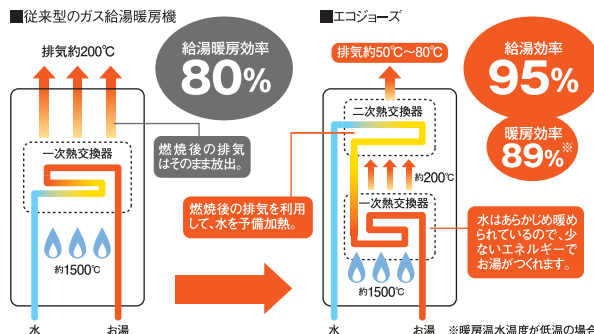 ■従来型のガス給湯暖房機
排気約200℃
給湯暖房効率
80%
燃焼後の排気
はそのまま放出。
一次熱交換器
約1500℃
水
お湯
■エコジョーズ
排気約50℃～80℃
給湯効率
95%
暖房効率
89%※
二次熱交換器
約200℃
一次熱交換器
燃焼後の排気を利用
して、水を予備加熱。
水はあらかじめ暖め
られているので、少
ないエネルギーで
お湯がつくれます。
約1500℃
水
お湯
※暖房温水温度が低温の場合